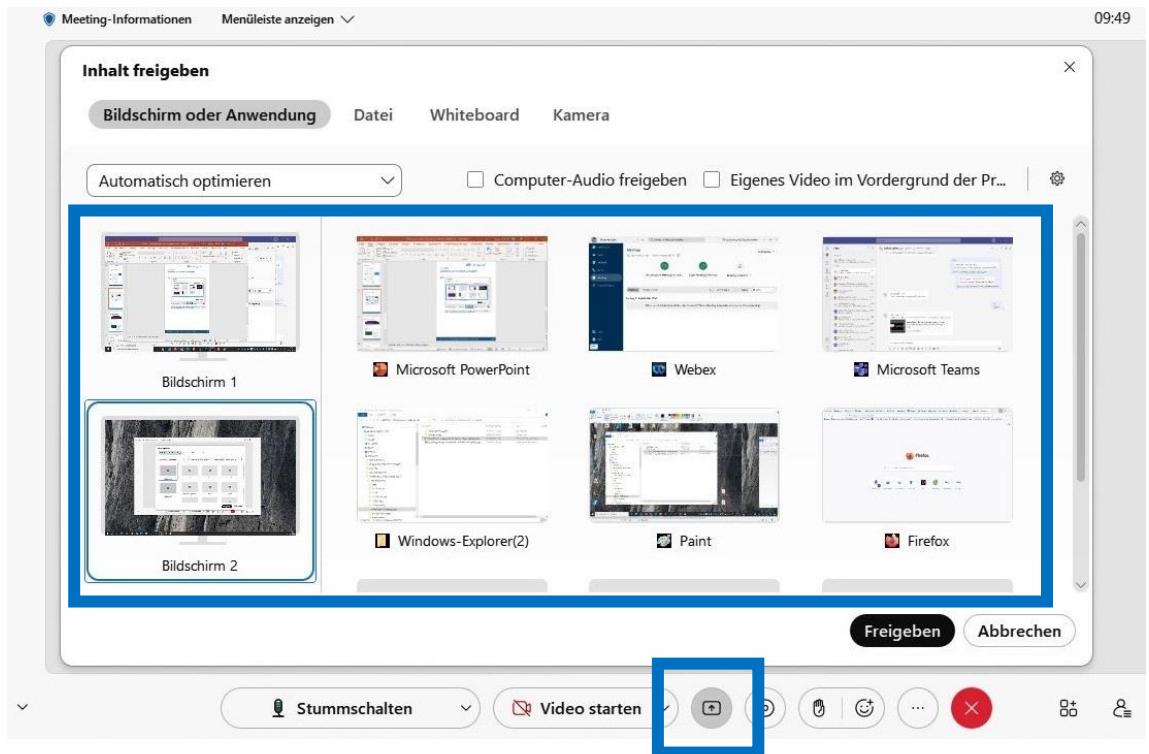 Meeting-Informationen Menüleiste anzeigen 09:49
Inhalt freigeben
Bildschirm oder Anwendung Datei Whiteboard Kamera
Automatisch optimieren Computer-Audio freigeben Eigenes Video im Vordergrund der Pr...
Bildschirm 1
Microsoft PowerPoint Webex Microsoft Teams
Bildschirm 2
Windows-Explorer(2) Paint Firefox
Freigeben Abbrechen
Stummschalten Video starten